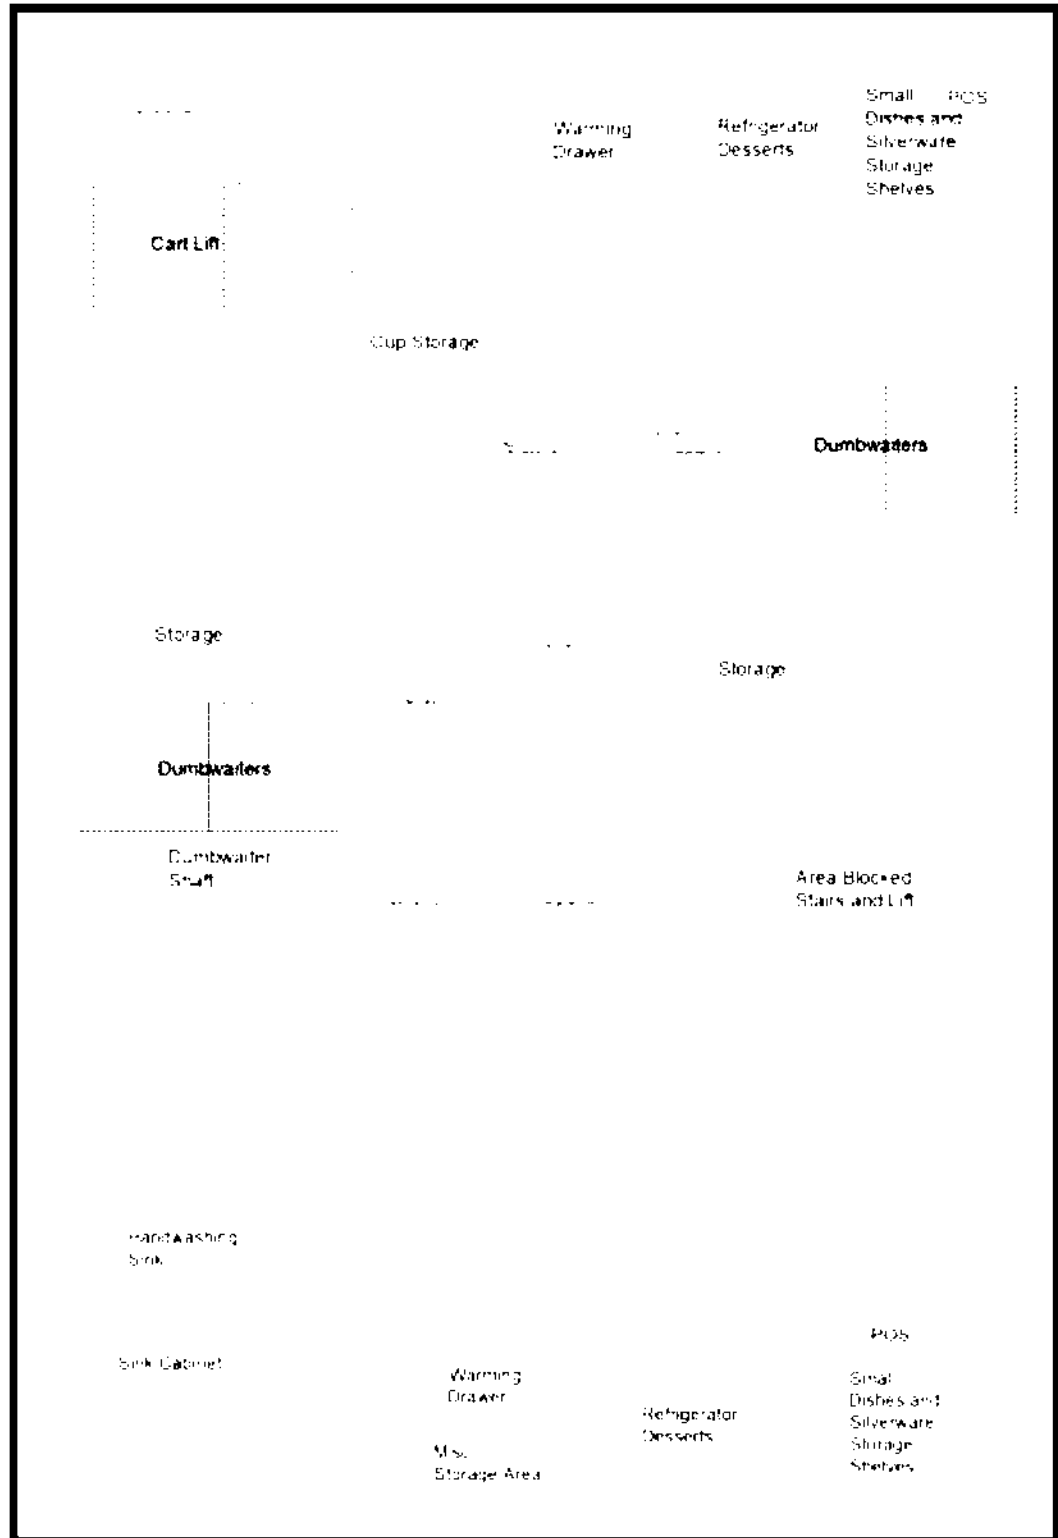 Small POS
Dishes and
Silverware
Storage
Shelves
Warming
Drawer
Refrigerator
Desserts
Cart Lift
Cup Storage
Dumbwaiters
Storage
Storage
Dumbwaiters
Dumbwaiter
Shaft
Area Blocked
Stairs and Lift
Handwashing
Sink
Sink Cabinet
Warming
Drawer
Misc
Storage Area
Refrigerator
Desserts
POS
Small
Dishes and
Silverware
Storage
Shelves